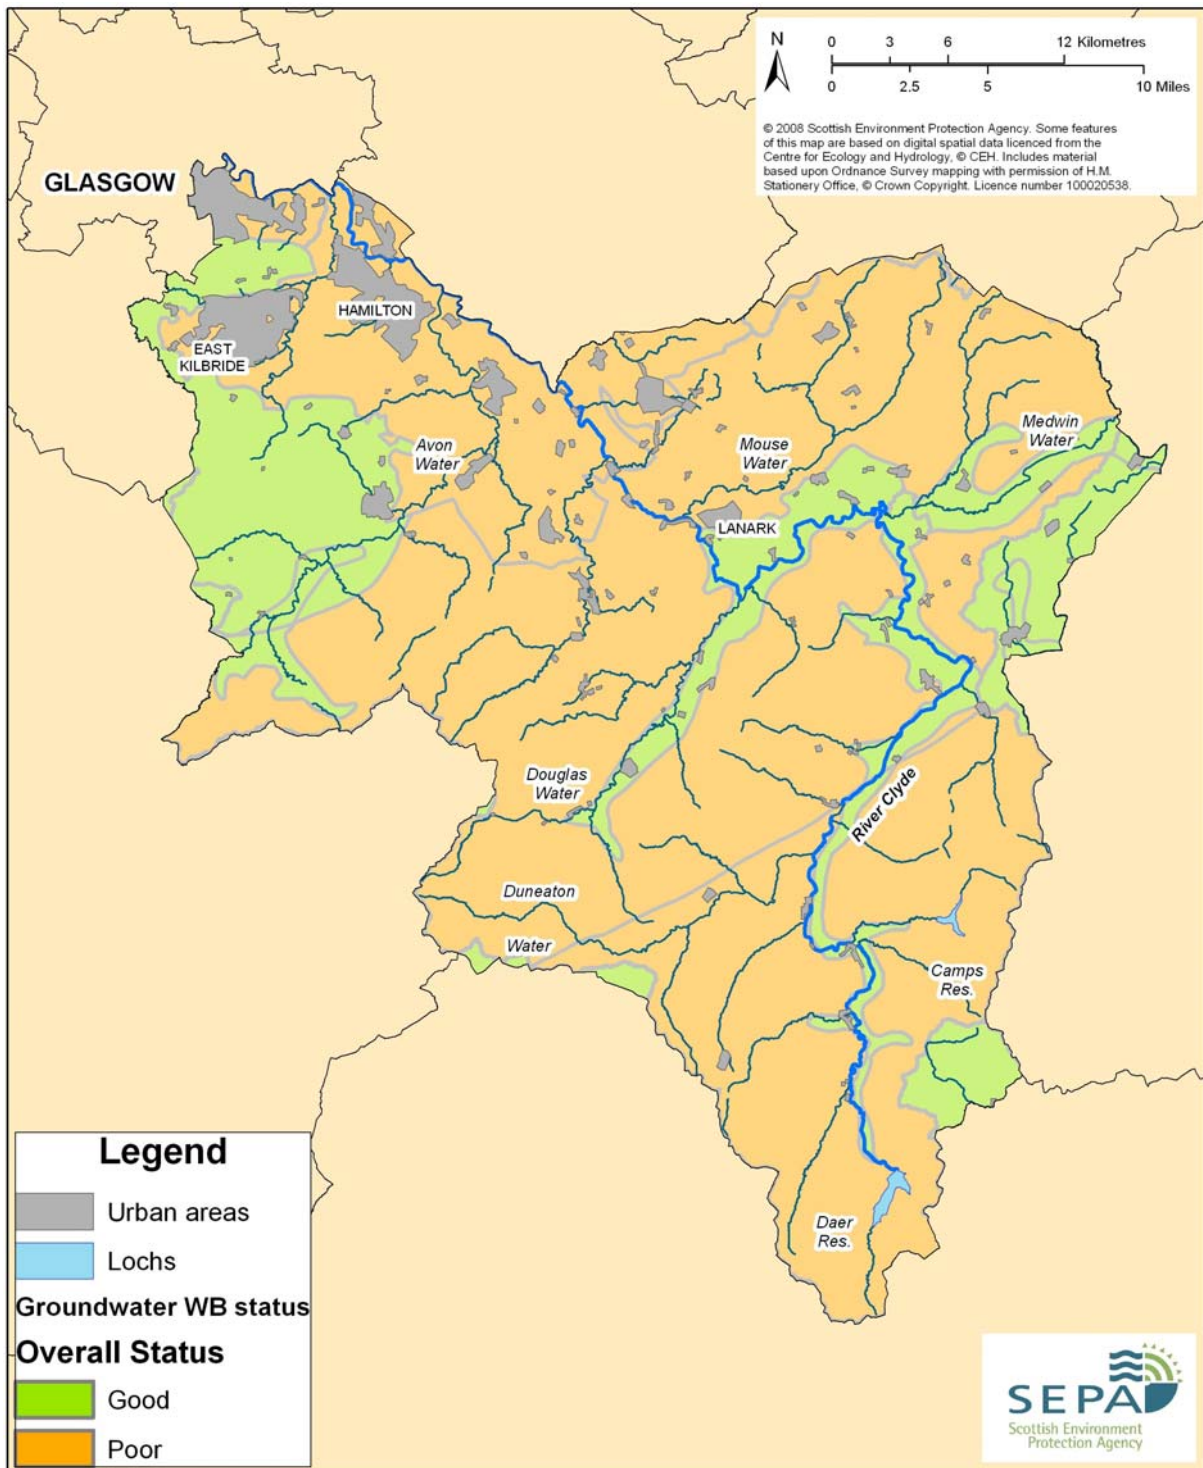 N
0 3 6 12 Kilometres
0 2.5 5 10 Miles
© 2008 Scottish Environment Protection Agency. Some features
of this map are based on digital spatial data licenced from the
Centre for Ecology and Hydrology, © CEH. Includes material
based upon Ordnance Survey mapping with permission of H.M.
Stationery Office, © Crown Copyright. Licence number 100020538.
GLASGOW
HAMILTON
EAST
KILBRIDE
Avon
Water
Mouse
Water
Medwin
Water
LANARK
Douglas
Water
River Clyde
Duneaton
Water
Camps
Res.
Daer
Res.
Legend
Urban areas
Lochs
Groundwater WB status
Overall Status
Good
Poor
SEPA
Scottish Environment
Protection Agency